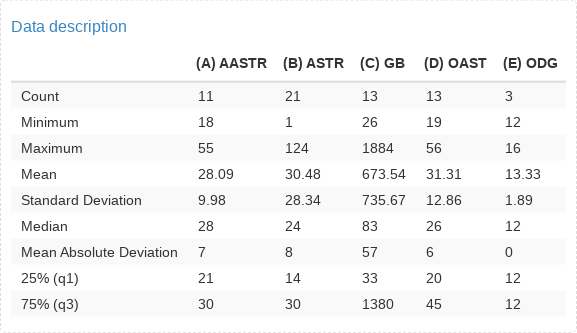 Data description
(A) AASTR (B) ASTR (C) GB (D) OAST (E) ODG
Count 11 21 13 13 3
Minimum 18 1 26 19 12
Maximum 55 124 1884 56 16
Mean 28.09 30.48 673.54 31.31 13.33
Standard Deviation 9.98 28.34 735.67 12.86 1.89
Median 28 24 83 26 12
Mean Absolute Deviation 7 8 57 6 0
25% (q1) 21 14 33 20 12
75% (q3) 30 30 1380 45 12